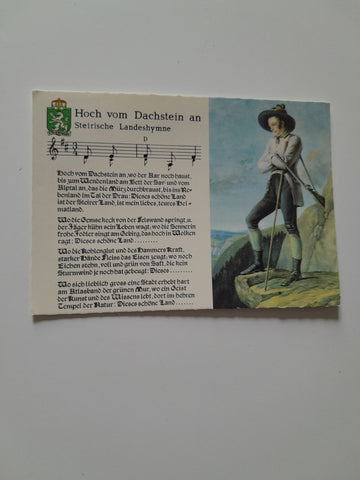 Hoch vom Dachstein an
Steirische Landeshymne
D
Hoch vom Dachstein an, wo der Aar noch haust,
bis zum Wendenland am Bett der Sav- und vom
Alptal an, das die Mürz durchbraust, bis ins Re-
benland im Tal der Drau: Dieses schöne Land
ist der Steirer Land, ist mein liebes, teures Hei-
matland.
Wo die Gemse keck von der Felswand springt, u.
der Jäger kühn sein Leben wagt; wo die Sennerin
frohe Jodler singt am Gebirg, das hoch in Wolken
ragt: Dieses schöne Land .........
Wo die Kohlenglut und des Hammers Kraft,
starker Hände Fleiss das Eisen zeugt; wo noch
Eichen stehn, voll und grün von Saft, die kein
Sturmwind je noch hat gebeugt: Dieses ........
Wo sich lieblich gross eine Stadt erhebt hart
am Atlasband der grünen Mur, wo ein Geist
der Kunst und des Wissens lebt, dort im hehren
Tempel der Natur: Dieses schöne Land .......